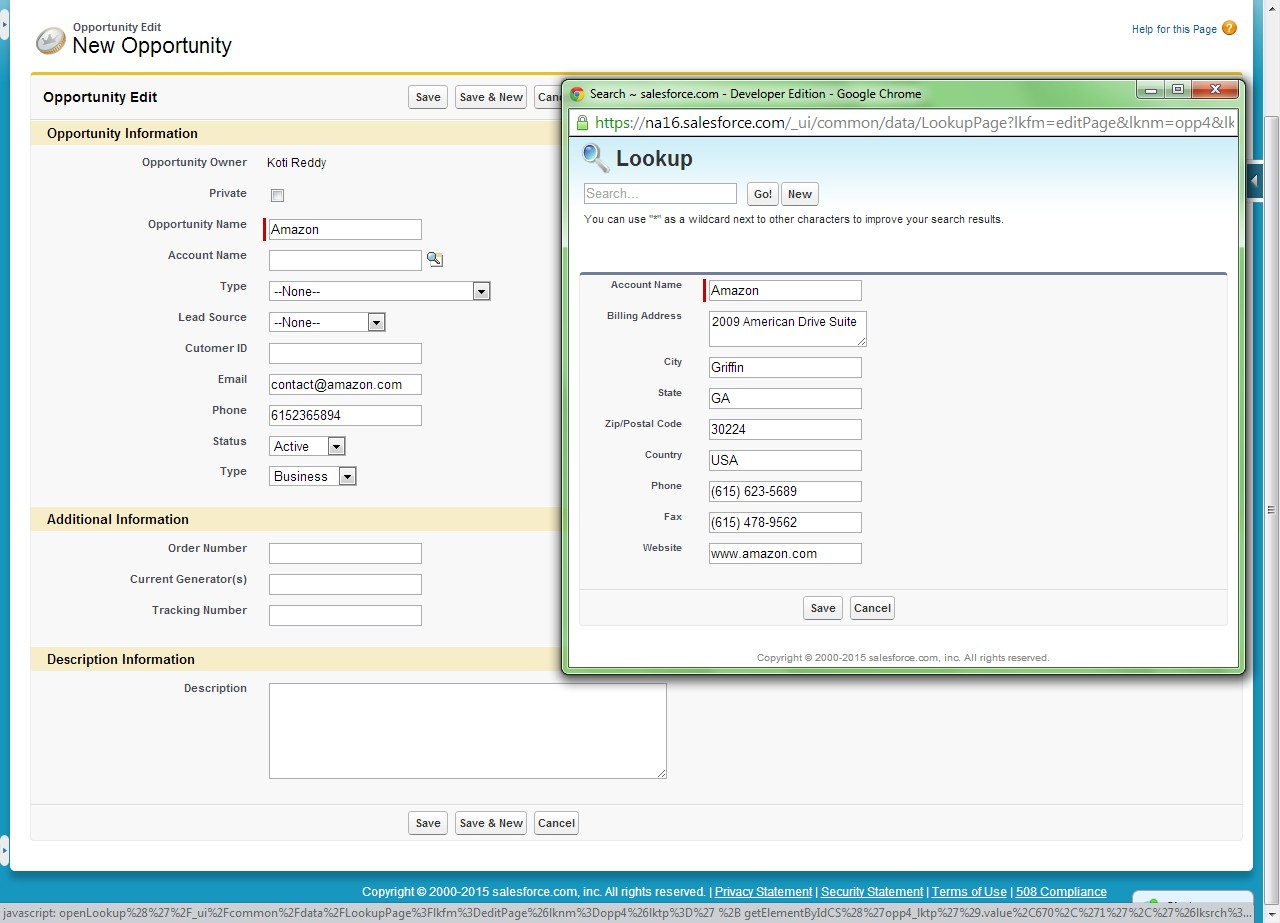 Opportunity Edit
New Opportunity
Help for this Page ?
Opportunity Edit
Save
Save & New
Opportunity Information
Opportunity Owner Koti Reddy
Private
Opportunity Name Amazon
Account Name
Type --None--
Lead Source --None--
Cutomer ID
Email contact@amazon.com
Phone 6152365894
Status Active
Type Business
Additional Information
Order Number
Current Generator(s)
Tracking Number
Description Information
Description
Save Save & New Cancel
Search ~ salesforce.com - Developer Edition - Google Chrome
https://na16.salesforce.com/_ui/common/data/LookupPage?lkfm=editPage&lknm=opp4&lk
Lookup
Search... Go! New
You can use "*" as a wildcard next to other characters to improve your search results.
Account Name Amazon
Billing Address 2009 American Drive Suite
City Griffin
State GA
Zip/Postal Code 30224
Country USA
Phone (615) 623-5689
Fax (615) 478-9562
Website www.amazon.com
Save Cancel
Copyright © 2000-2015 salesforce.com, inc. All rights reserved.
Copyright © 2000-2015 salesforce.com, inc. All rights reserved. | Privacy Statement | Security Statement | Terms of Use | 508 Compliance
javascript: openLookup%28%27%2F_ui%2Fcommon%2Fdata%2FLookupPage%3Flkfm%3DeditPage%26lknm%3Dopp4%26lktp%3D%27 %2B getElementByIdCS%28%27opp4_lktp%27%29.value%2C670%2C%271%27%2C%27%26lksrch%3...